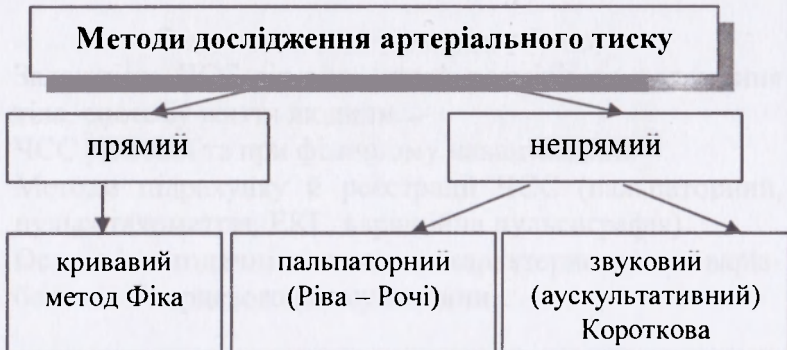 Методи дослідження артеріального тиску
прямий
непрямий
кривавий
метод Фіка
пальпаторний
(Ріва – Рочі)
звуковий
(аускультативний)
Короткова